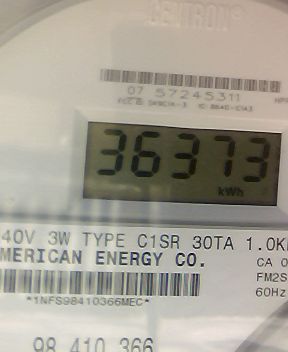 CENTRON®
07 57245311
36373
kWh
40V 3W TYPE C1SR 30TA 1.0K
MERICAN ENERGY CO.
CA 0
FM2S
*1NFS98410366MEC*
60Hz
98 410 366